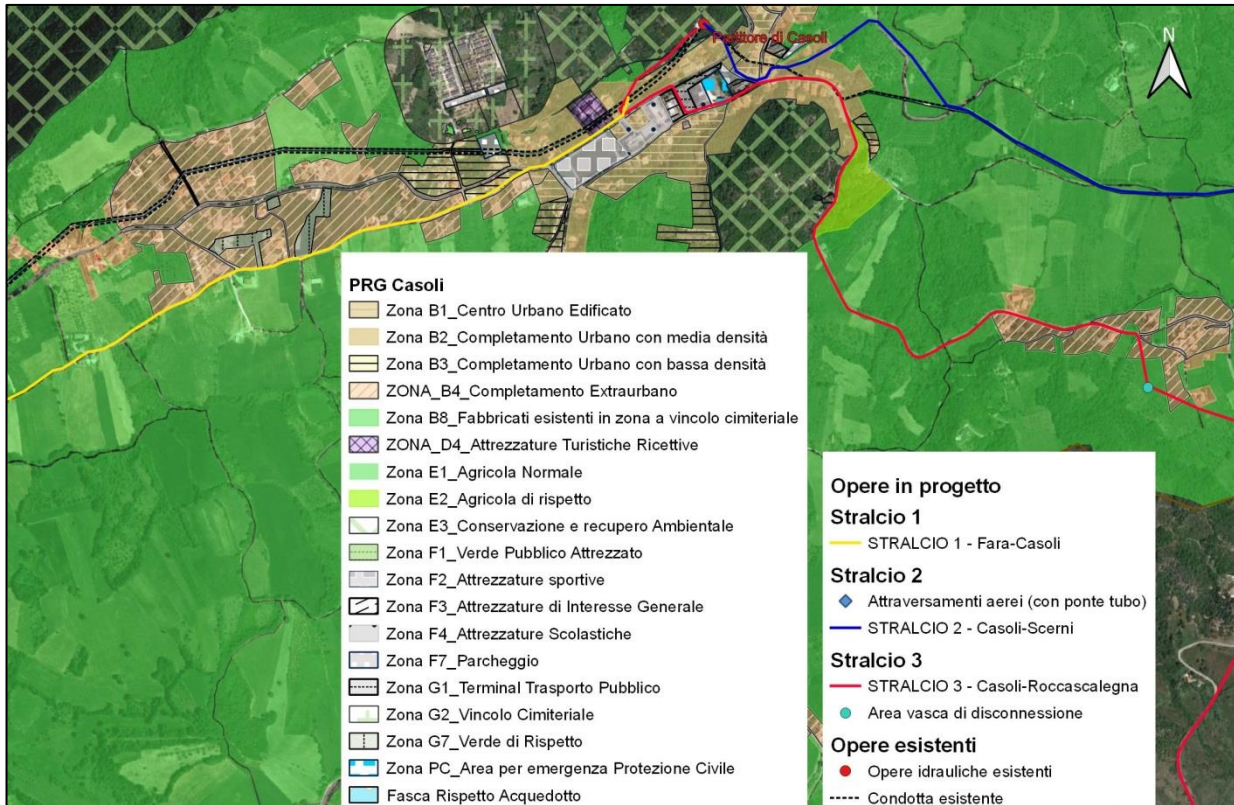 Partitore di Casoli
N
PRG Casoli
Zona B1_Centro Urbano Edificato
Zona B2_Completamento Urbano con media densità
Zona B3_Completamento Urbano con bassa densità
ZONA_B4_Completamento Extraurbano
Zona B8_Fabbricati esistenti in zona a vincolo cimiteriale
ZONA_D4_Attrezzature Turistiche Ricettive
Zona E1_Agricola Normale
Zona E2_Agricola di rispetto
Zona E3_Conservazione e recupero Ambientale
Zona F1_Verde Pubblico Attrezzato
Zona F2_Attrezzature sportive
Zona F3_Attrezzature di Interesse Generale
Zona F4_Attrezzature Scolastiche
Zona F7_Parcheggio
Zona G1_Terminal Trasporto Pubblico
Zona G2_Vincolo Cimiteriale
Zona G7_Verde di Rispetto
Zona PC_Area per emergenza Protezione Civile
Fasca Rispetto Acquedotto
Opere in progetto
Stralcio 1
STRALCIO 1 - Fara-Casoli
Stralcio 2
Attraversamenti aerei (con ponte tubo)
STRALCIO 2 - Casoli-Scerni
Stralcio 3
STRALCIO 3 - Casoli-Roccascalegna
Area vasca di disconnessione
Opere esistenti
Opere idrauliche esistenti
Condotta esistente